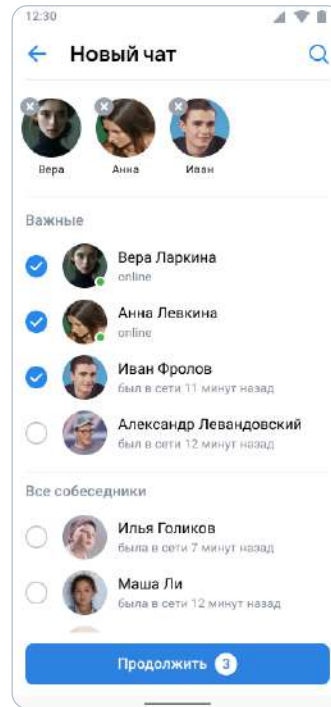 12:30
Новый чат
Вера
Анна
Иван
Важные
Вера Ларкина
online
Анна Левкина
online
Иван Фролов
был в сети 11 минут назад
Александр Левандовский
был в сети 12 минут назад
Все собеседники
Илья Голиков
была в сети 7 минут назад
Маша Ли
была в сети 12 минут назад
Продолжить 3